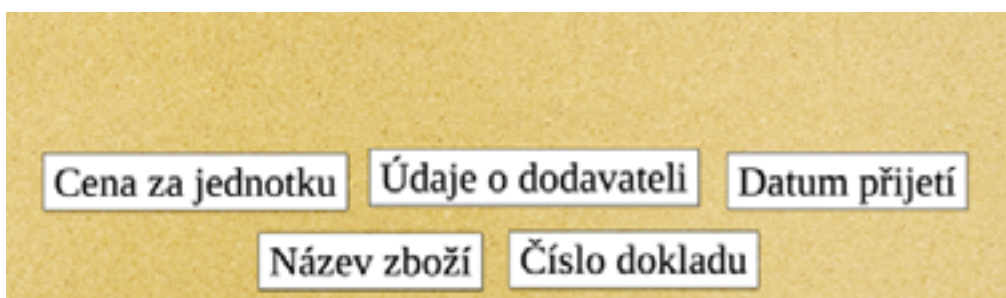 Cena za jednotku Údaje o dodavateli Datum přijetí
Název zboží Číslo dokladu